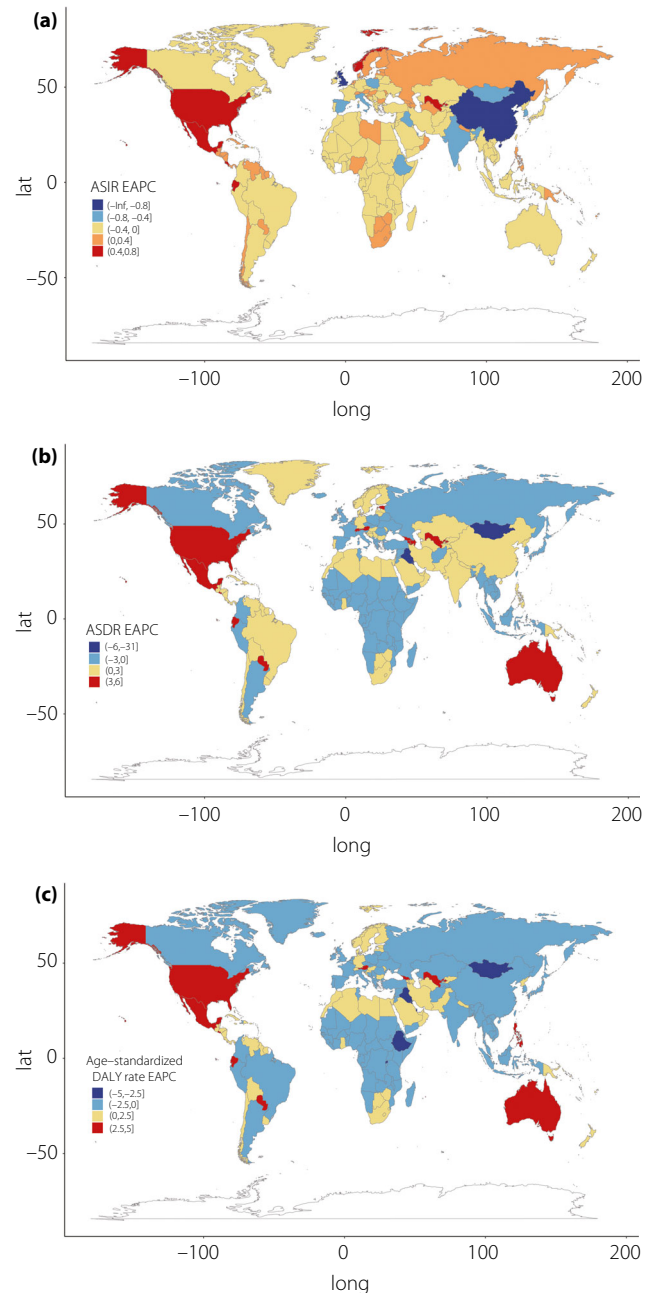 (a)
50
0
−50
lat
ASIR EAPC
(−Inf, −0.8]
(−0.8, −0.4]
(−0.4, 0]
(0,0.4]
(0.4,0.8]
−100
0
100
200
long
(b)
50
0
−50
lat
ASDR EAPC
(−6,−31]
(−3,0]
(0,3]
(3,6]
−100
0
100
200
long
(c)
50
0
−50
lat
Age−standardized
DALY rate EAPC
(−5,−2.5]
(−2.5,0]
(0,2.5]
(2.5,5]
−100
0
100
200
long